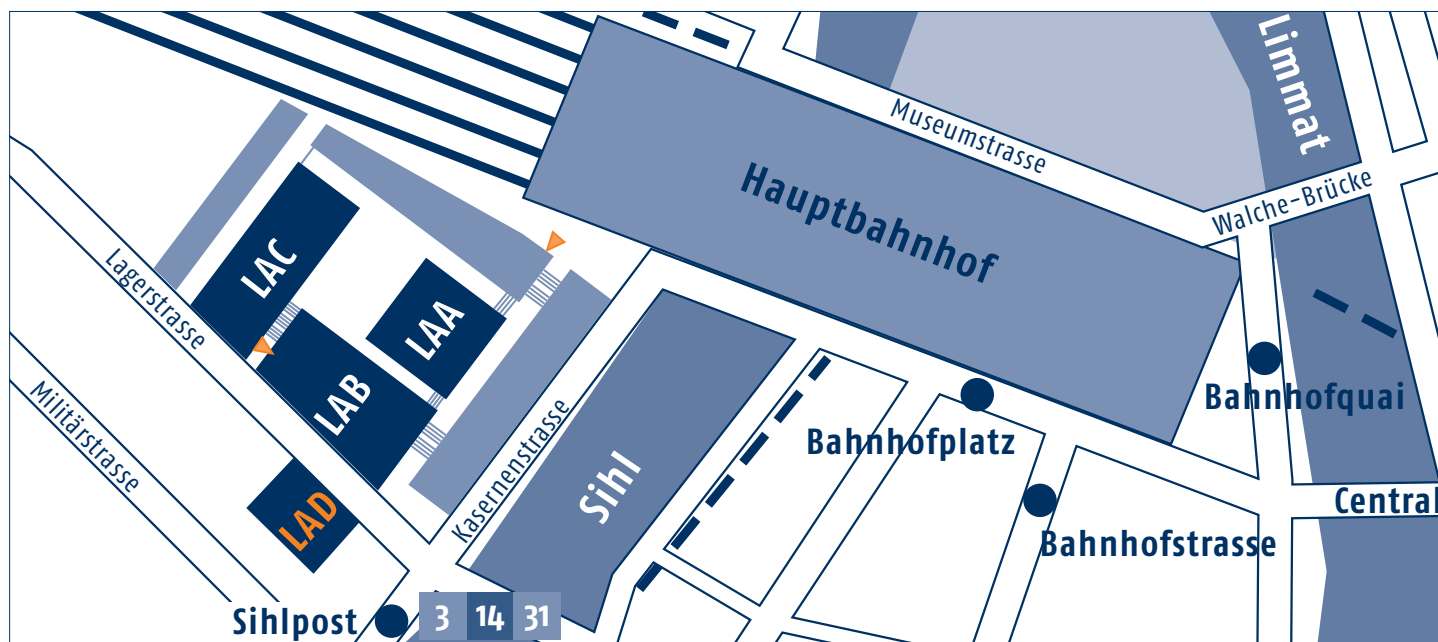 Limmat
Museumstrasse
Walche-Brücke
Hauptbahnhof
LAC
LAA
LAB
Lagerstrasse
Militärstrasse
LAD
Kasernenstrasse
Sihl
Bahnhofplatz
Bahnhofquai
Bahnhofstrasse
Central
Sihlpost
3 14 31